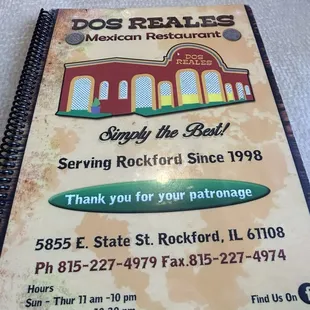 DOS REALES
Mexican Restaurant
DOS
REALES
Simply the Best!
Serving Rockford Since 1998
Thank you for your patronage
5855 E. State St. Rockford, IL 61108
Ph 815-227-4979 Fax.815-227-4974
Hours
Sun - Thur 11 am -10 pm
Find Us On f